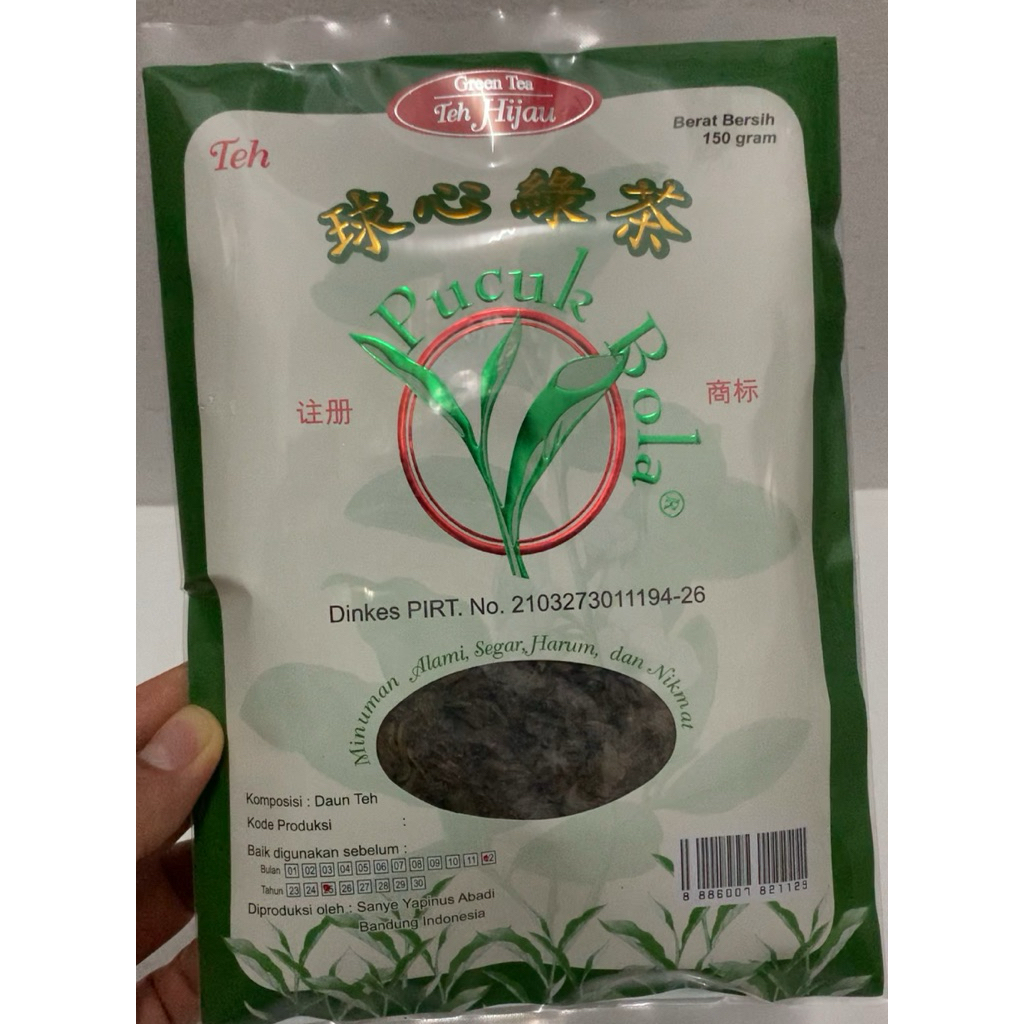 Green Tea
Teh Hijau
Berat Bersih
150 gram
Teh
球心綠茶
Pucuk Bola ®
注册
商标
Dinkes PIRT. No. 2103273011194-26
Minuman Alami, Segar, Harum, dan Nikmat
Komposisi : Daun Teh
Kode Produksi :
Baik digunakan sebelum :
Bulan 01 02 03 04 05 06 07 08 09 10 11
Tahun 23 24 26 27 28 29 30
Diproduksi oleh : Sanye Yapinus Abadi
Bandung Indonesia
8 886007 821129